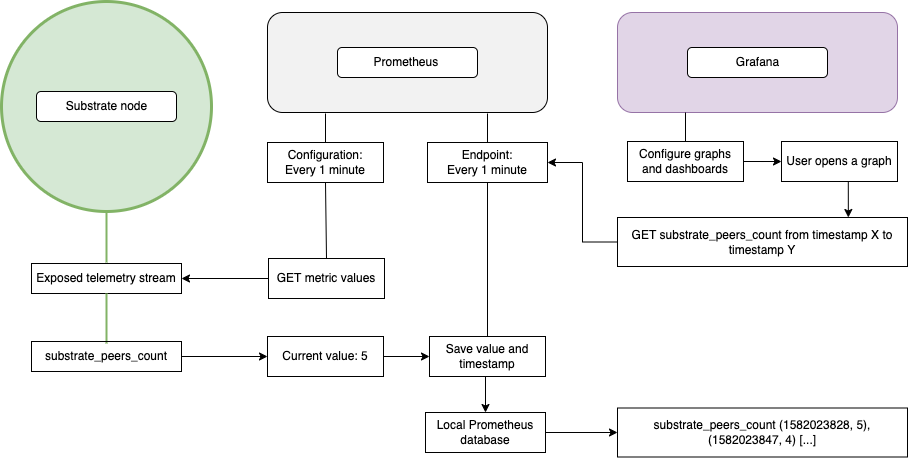 Substrate node
Prometheus
Grafana
Configuration:
Every 1 minute
Endpoint:
Every 1 minute
Configure graphs
and dashboards
User opens a graph
GET substrate_peers_count from timestamp X to
timestamp Y
Exposed telemetry stream
GET metric values
substrate_peers_count
Current value: 5
Save value and
timestamp
Local Prometheus
database
substrate_peers_count (1582023828, 5),
(1582023847, 4) [...]